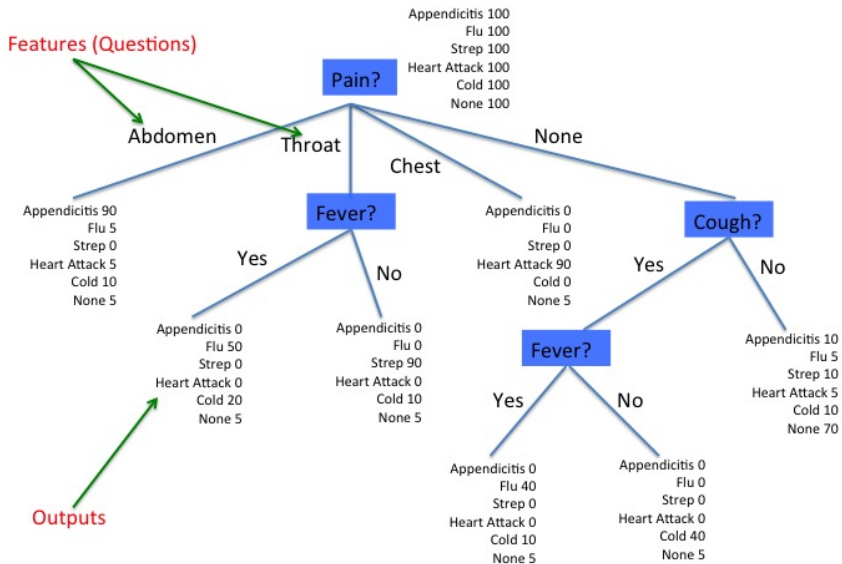 Appendicitis 100
Flu 100
Strep 100
Heart Attack 100
Cold 100
None 100
Features (Questions)
Pain?
Abdomen
Throat
Chest
None
Appendicitis 90
Flu 5
Strep 0
Heart Attack 5
Cold 10
None 5
Fever?
Yes
No
Appendicitis 0
Flu 0
Strep 0
Heart Attack 90
Cold 0
None 5
Cough?
Yes
No
Appendicitis 0
Flu 50
Strep 0
Heart Attack 0
Cold 20
None 5
Appendicitis 0
Flu 0
Strep 90
Heart Attack 0
Cold 10
None 5
Fever?
Yes
No
Appendicitis 10
Flu 5
Strep 10
Heart Attack 5
Cold 10
None 70
Appendicitis 0
Flu 40
Strep 0
Heart Attack 0
Cold 10
None 5
Appendicitis 0
Flu 0
Strep 0
Heart Attack 0
Cold 40
None 5
Outputs